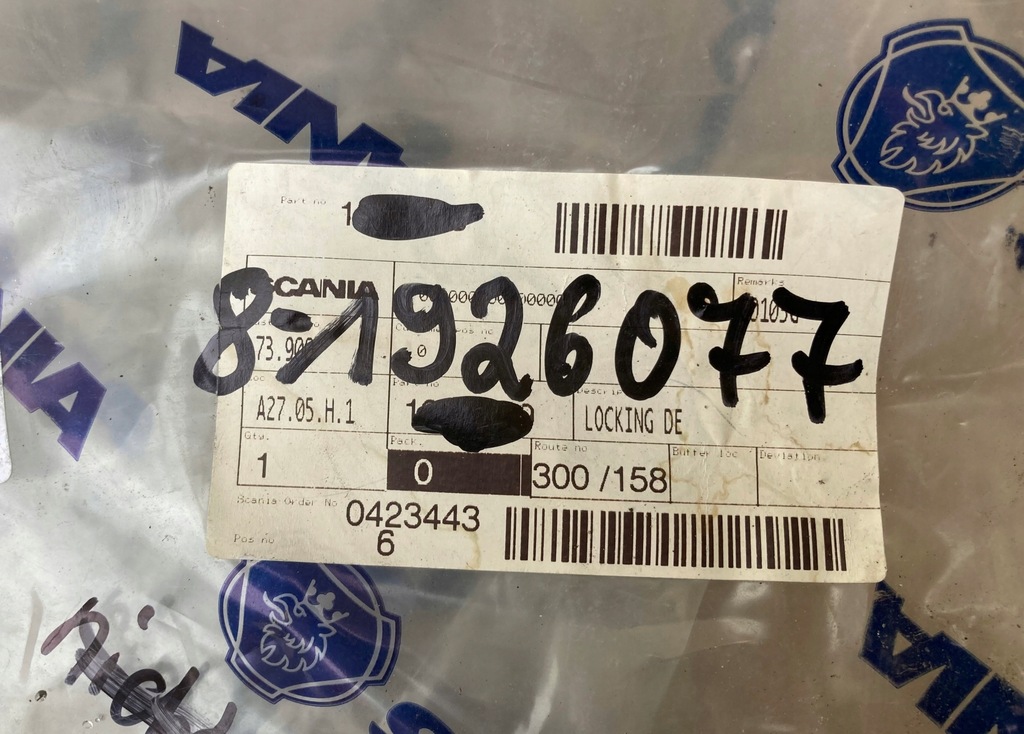 Part no
1
SCANIA
Remarks
8-1926077
73.90
0
A27.05.H.1
LOCKING DE
Qty.
Pack.
Route no
Buffer loc
Deviation
1
0
300 /158
Scania Order No
0423443
Pos no
6